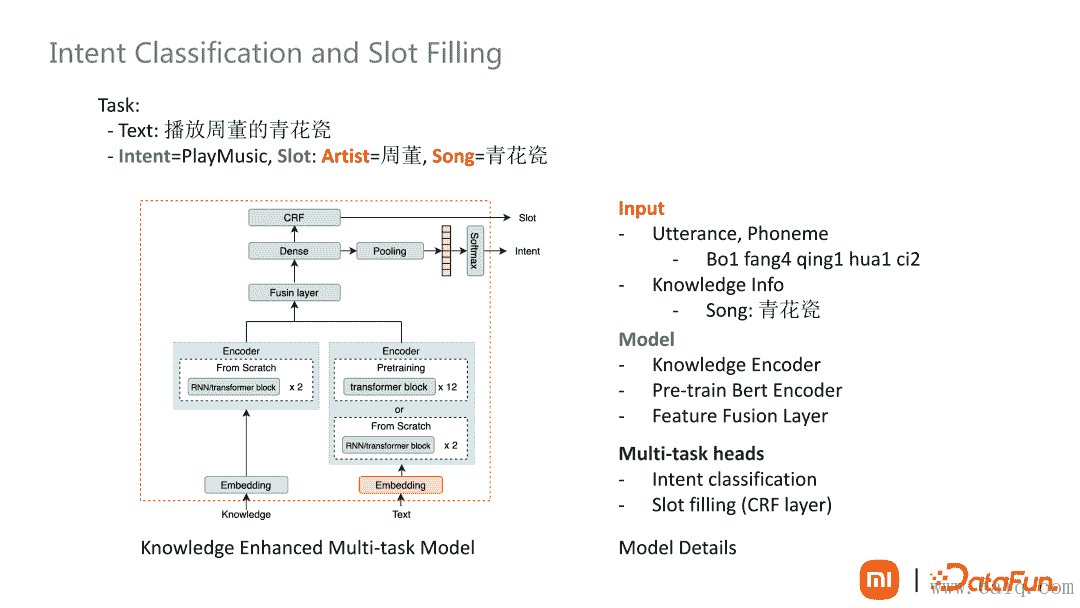 Intent Classification and Slot Filling
Task:
- Text: 播放周董的青花瓷
- Intent=PlayMusic, Slot: Artist=周董, Song=青花瓷
CRF
Slot
Dense
Pooling
Softmax
Intent
Fusin layer
Encoder
From Scratch
RNN/transformer block x 2
Encoder
Pretraining
transformer block x 12
or
From Scratch
RNN/transformer block x 2
Embedding
Embedding
Knowledge
Text
Knowledge Enhanced Multi-task Model
Input
- Utterance, Phoneme
- Bo1 fang4 qing1 hua1 ci2
- Knowledge Info
- Song: 青花瓷
Model
- Knowledge Encoder
- Pre-train Bert Encoder
- Feature Fusion Layer
Multi-task heads
- Intent classification
- Slot filling (CRF layer)
Model Details
mi | DataFun.